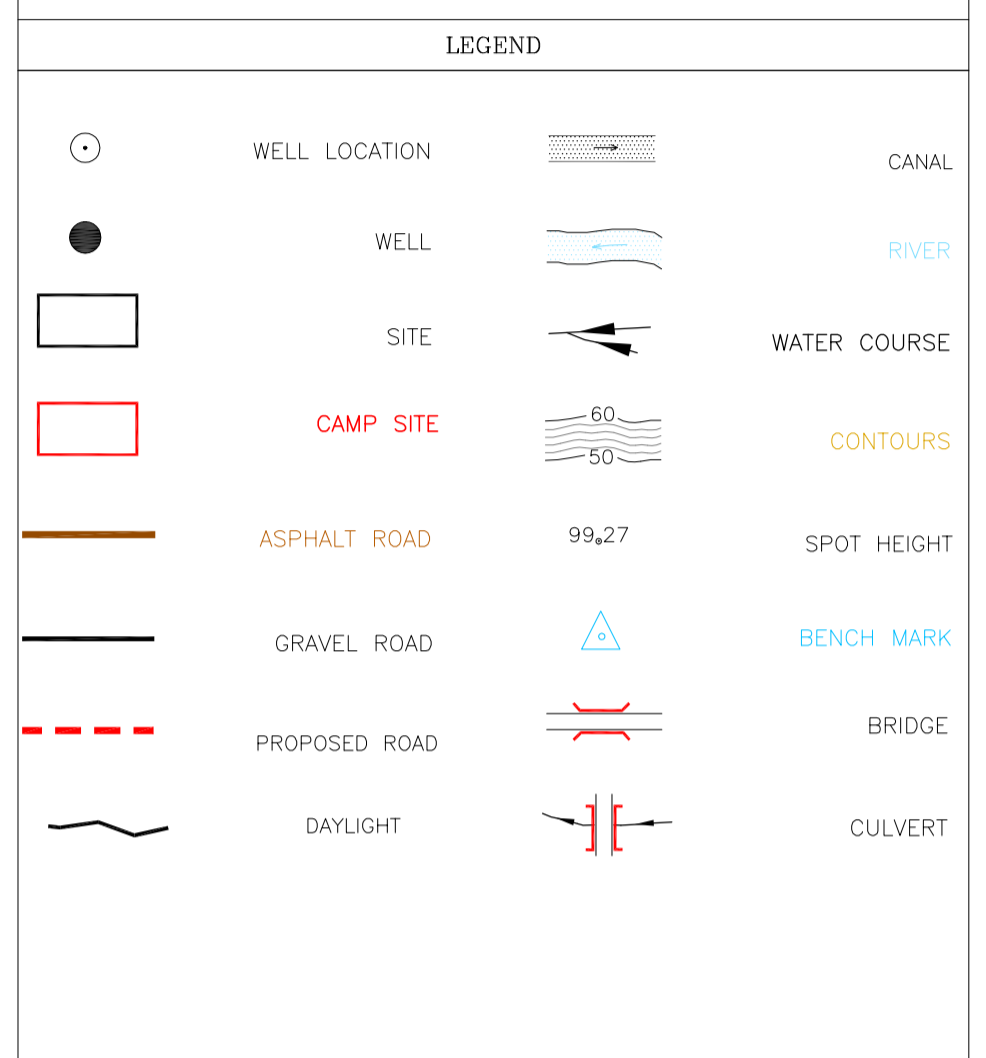 LEGEND
WELL LOCATION
CANAL
WELL
RIVER
SITE
WATER COURSE
CAMP SITE
60
50
CONTOURS
ASPHALT ROAD
99.27
SPOT HEIGHT
GRAVEL ROAD
BENCH MARK
PROPOSED ROAD
BRIDGE
DAYLIGHT
CULVERT